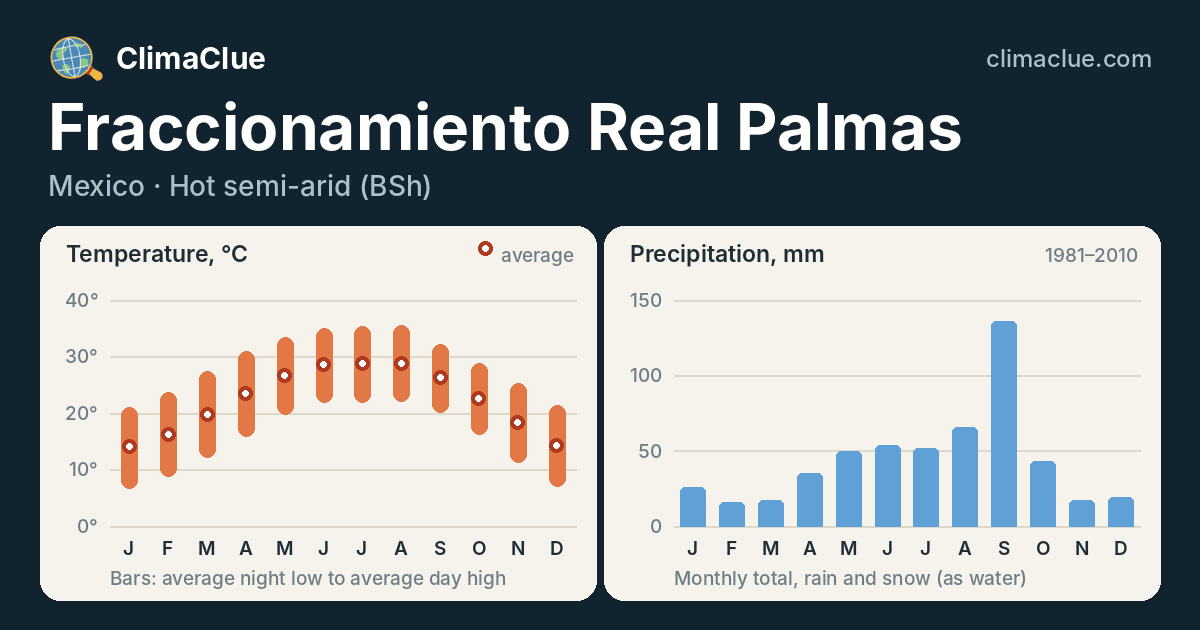 ClimaClue
climaclue.com
Fraccionamiento Real Palmas
Mexico · Hot semi-arid (BSh)
Temperature, °C
average
40°
30°
20°
10°
0°
J F M A M J J A S O N D
Bars: average night low to average day high
Precipitation, mm
1981–2010
150
100
50
0
J F M A M J J A S O N D
Monthly total, rain and snow (as water)